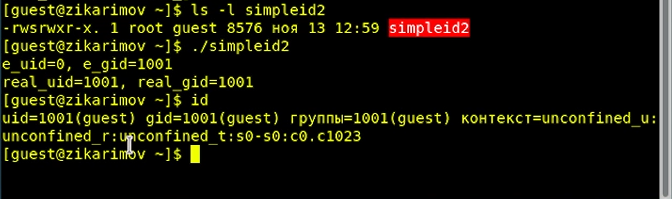 [guest@zikarimov ~]$ ls -l simpleid2
-rwsrwxr-x. 1 root guest 8576 ноя 13 12:59 simpleid2
[guest@zikarimov ~]$ ./simpleid2
e_uid=0, e_gid=1001
real_uid=1001, real_gid=1001
[guest@zikarimov ~]$ id
uid=1001(guest) gid=1001(guest) группы=1001(guest) контекст=unconfined_u:
unconfined_r:unconfined_t:s0-s0:c0.c1023
[guest@zikarimov ~]$